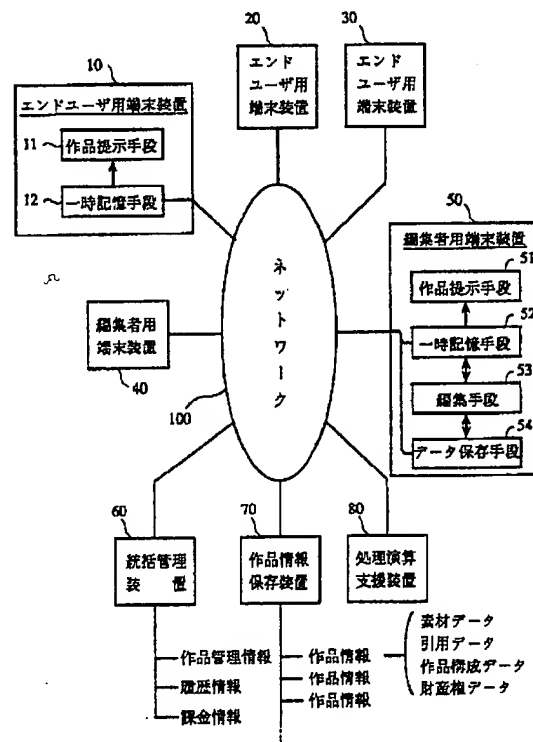 10
エンドユーザ用端末装置
11
作品提示手段
12
一時記憶手段
20
エンド
ユーザ用
端末装置
30
エンド
ユーザ用
端末装置
ネットワーク
100
編集者用
端末装置
40
50
編集者用端末装置
51
作品提示手段
52
一時記憶手段
53
編集手段
54
データ保存手段
60
統括管理
装置
作品管理情報
履歴情報
課金情報
70
作品情報
保存装置
作品情報
作品情報
作品情報
80
処理演算
支援装置
素材データ
引用データ
作品構成データ
財産権データ